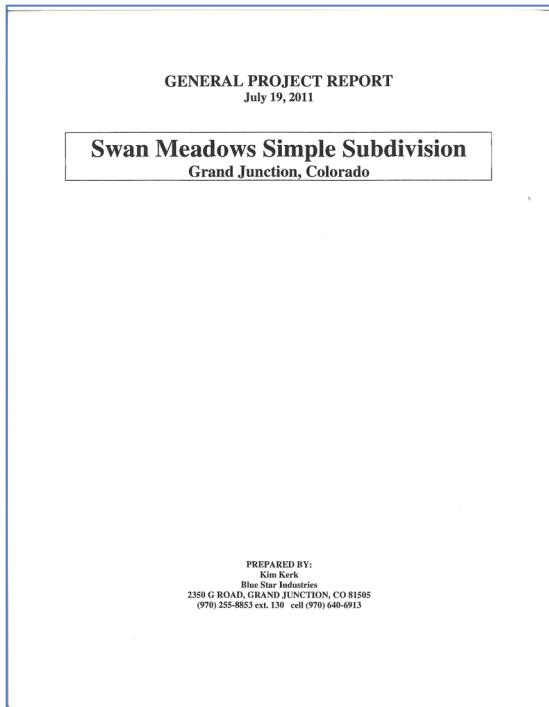 GENERAL PROJECT REPORT
July 19, 2011
Swan Meadows Simple Subdivision
Grand Junction, Colorado
PREPARED BY:
Kim Kerk
Blue Star Industries
2350 G ROAD, GRAND JUNCTION, CO 81505
(970) 255-8853 ext. 130 cell (970) 640-6913